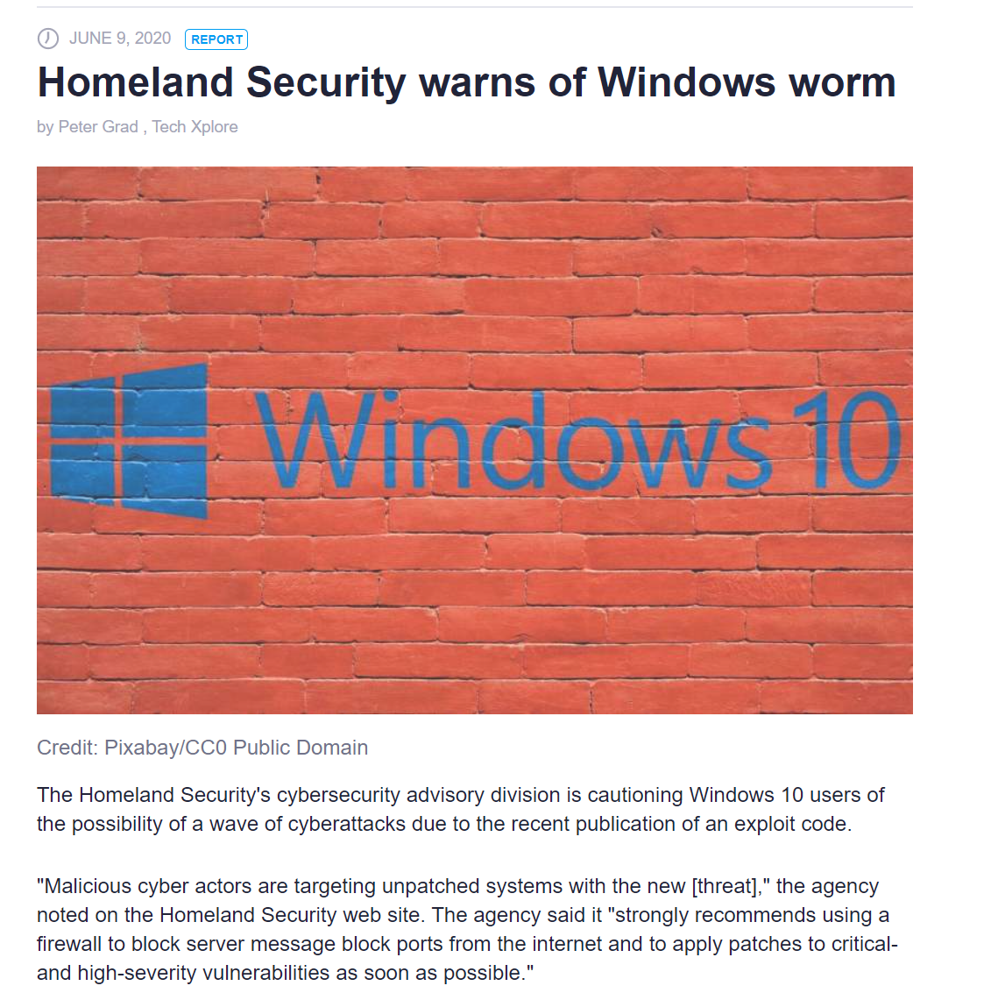 JUNE 9, 2020 REPORT
Homeland Security warns of Windows worm
by Peter Grad , Tech Xplore
Windows 10
Credit: Pixabay/CC0 Public Domain
The Homeland Security's cybersecurity advisory division is cautioning Windows 10 users of
the possibility of a wave of cyberattacks due to the recent publication of an exploit code.
"Malicious cyber actors are targeting unpatched systems with the new [threat]," the agency
noted on the Homeland Security web site. The agency said it "strongly recommends using a
firewall to block server message block ports from the internet and to apply patches to critical-
and high-severity vulnerabilities as soon as possible."